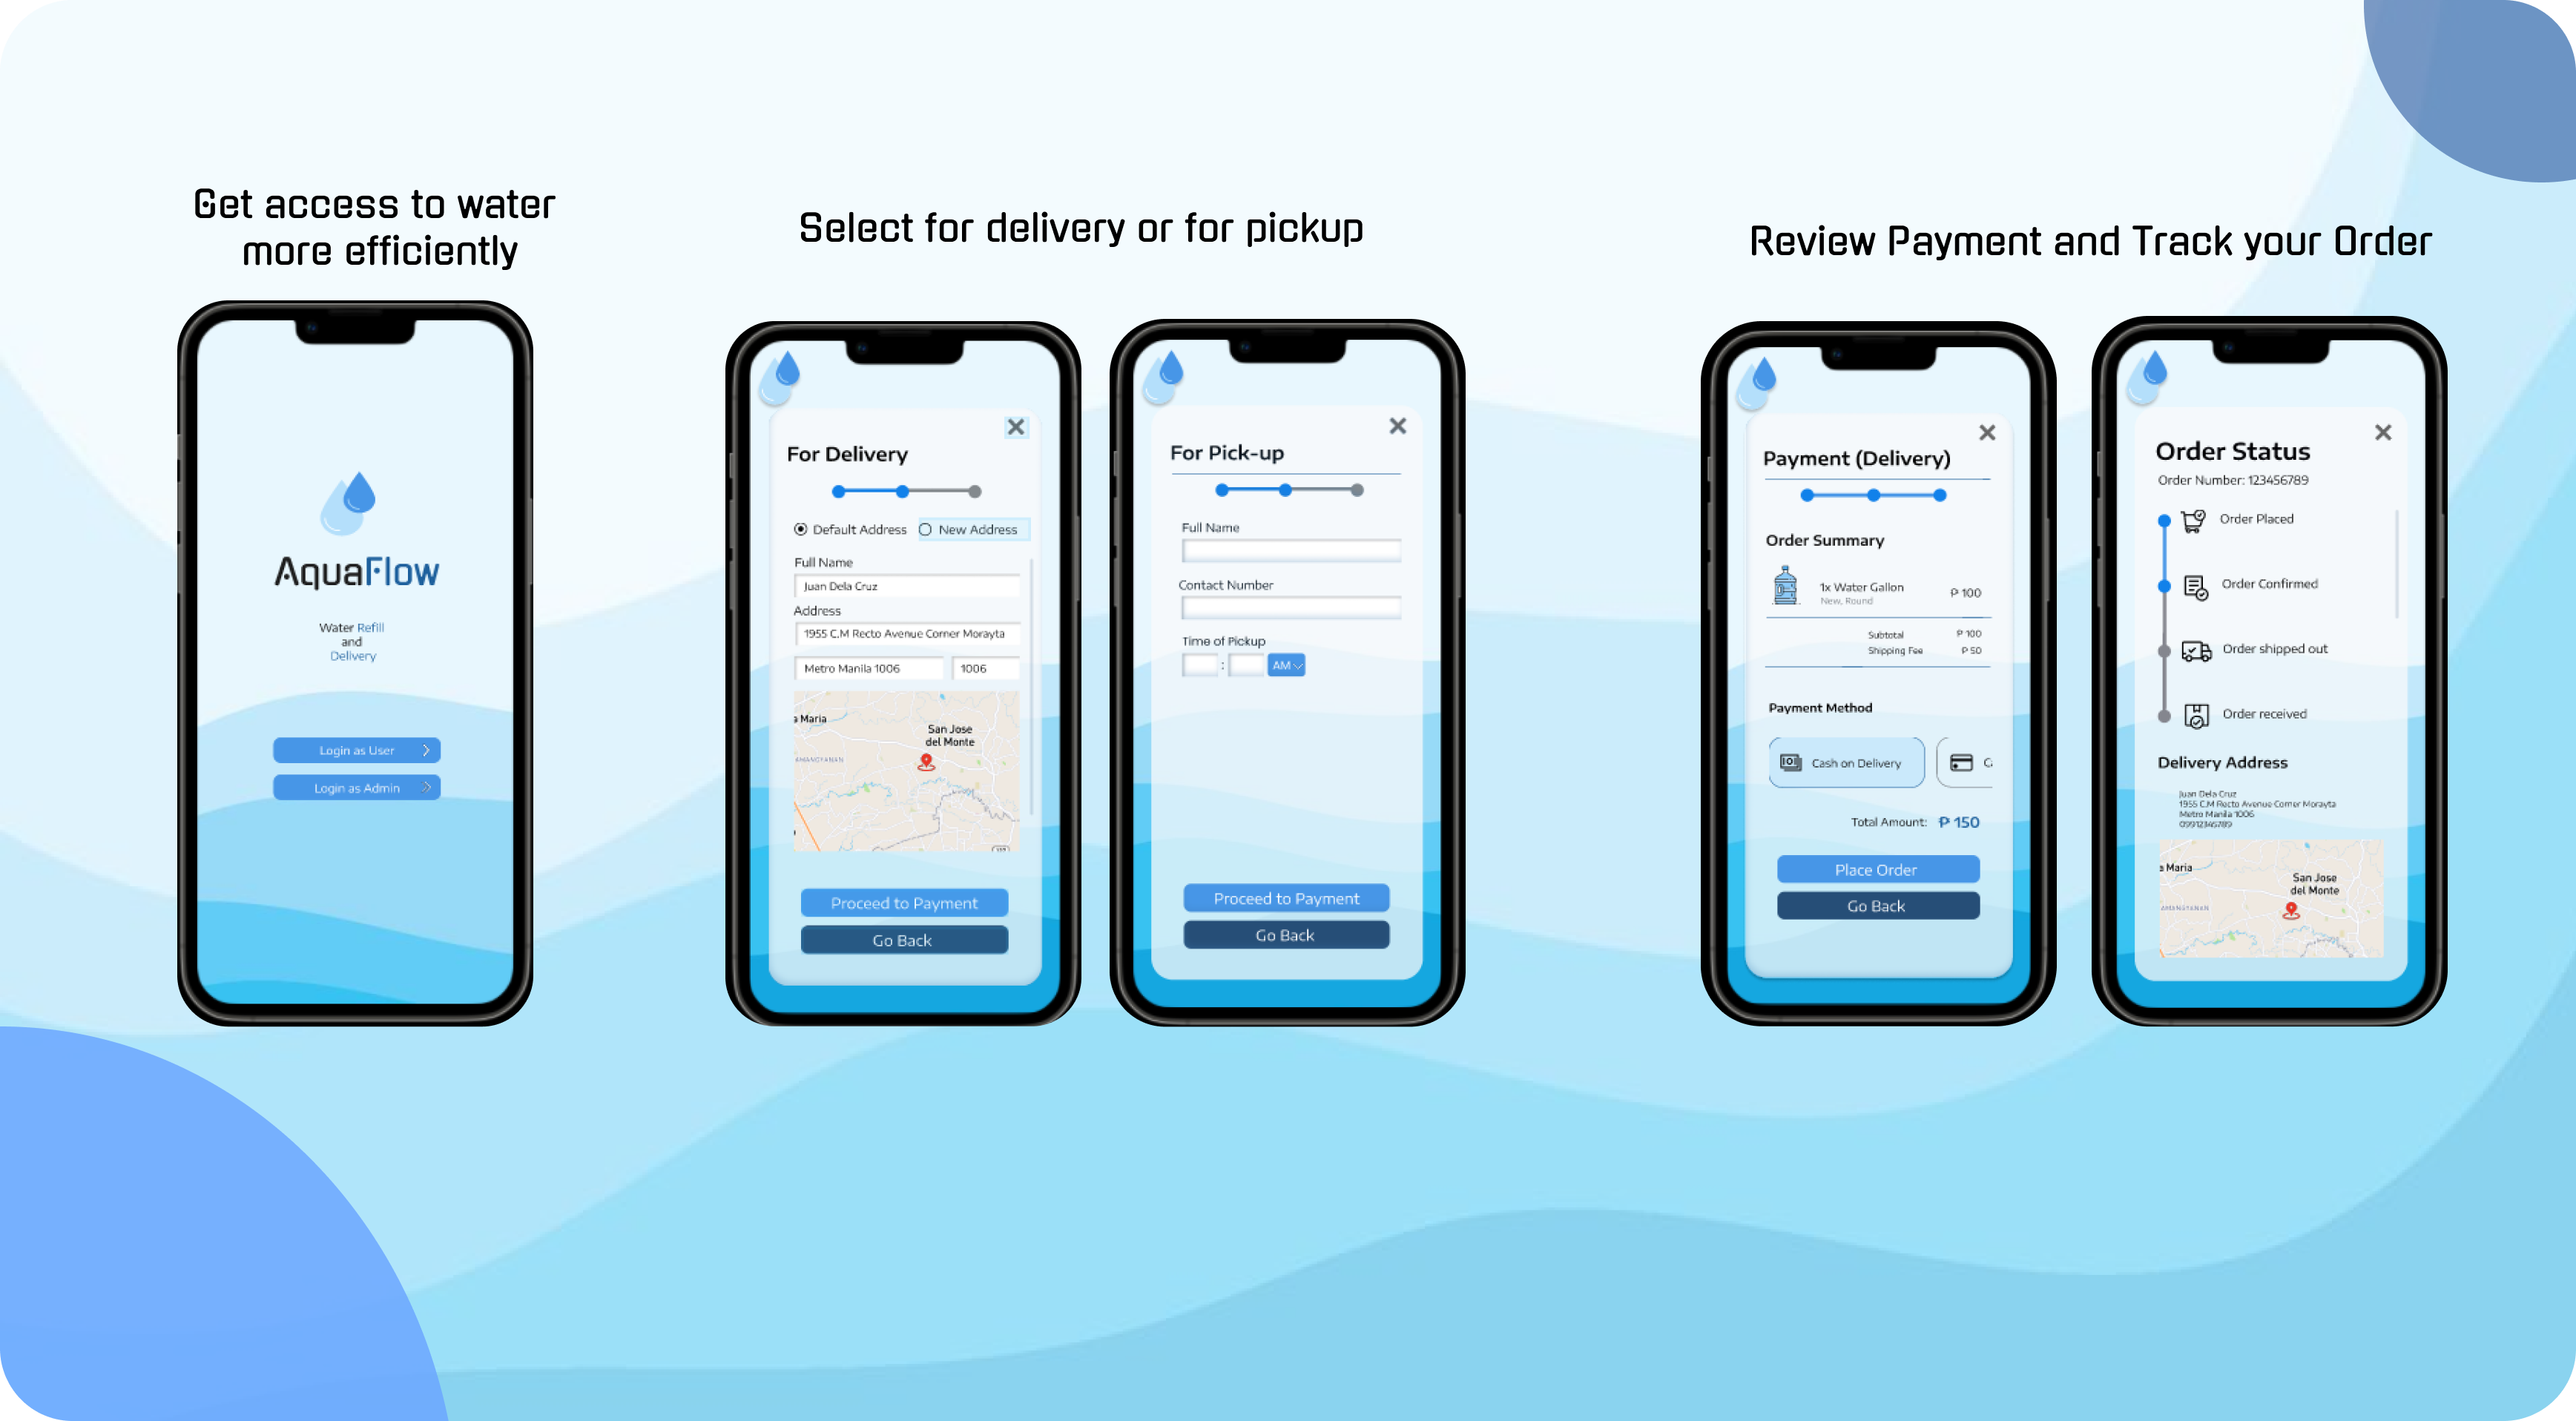 Get access to water
more efficiently
AquaFlow
Water Refill
and
Delivery
Login as User
Login as Admin
Select for delivery or for pickup
For Delivery
Default Address
New Address
Full Name
Juan Dela Cruz
Address
1955 C.M Recto Avenue Corner Morayta
Metro Manila 1006
1006
a Maria
San Jose
del Monte
AMANGYANAN
Proceed to Payment
Go Back
For Pick-up
Full Name
Contact Number
Time of Pickup
: AM
Proceed to Payment
Go Back
Review Payment and Track your Order
Payment (Delivery)
Order Summary
1x Water Gallon
New, Round
₱ 100
Subtotal ₱ 100
Shipping Fee ₱ 50
Payment Method
Cash on Delivery
Total Amount: ₱ 150
Place Order
Go Back
Order Status
Order Number: 123456789
Order Placed
Order Confirmed
Order shipped out
Order received
Delivery Address
Juan Dela Cruz
1955 C.M Recto Avenue Corner Morayta
Metro Manila 1006
09912345789
a Maria
San Jose
del Monte
AMANGYANAN